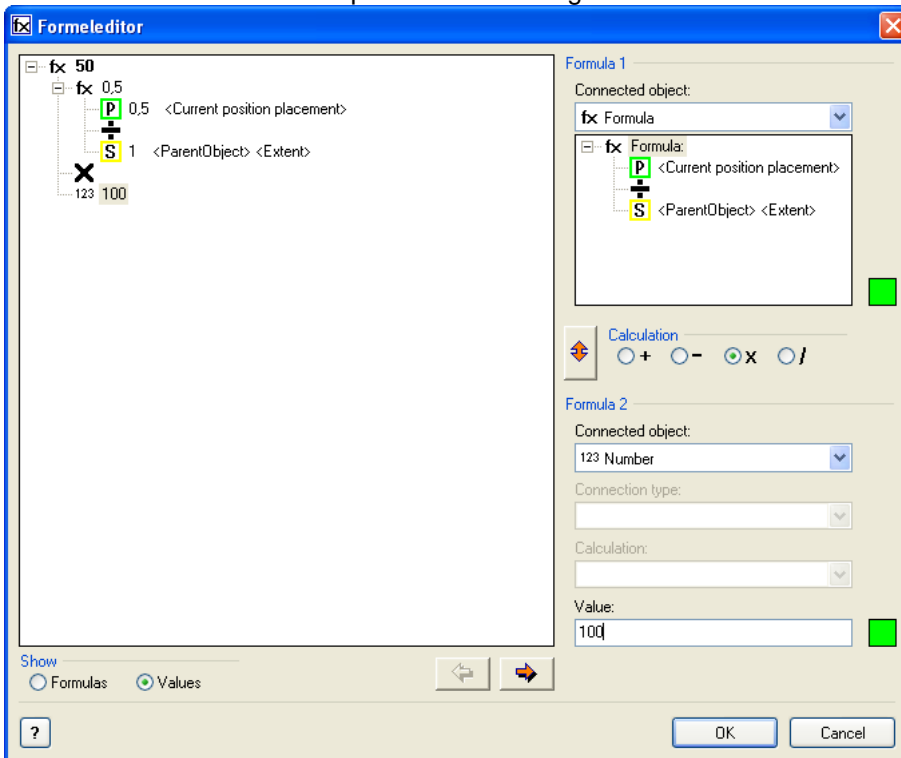 Formeleditor
fx 50
fx 0,5
P 0,5 <Current position placement>
S 1 <ParentObject> <Extent>
123 100
Show
Formulas Values
?
Formula 1
Connected object:
fx Formula
fx Formula:
P <Current position placement>
S <ParentObject> <Extent>
Calculation
+ - x /
Formula 2
Connected object:
123 Number
Connection type:
Calculation:
Value:
100
OK Cancel